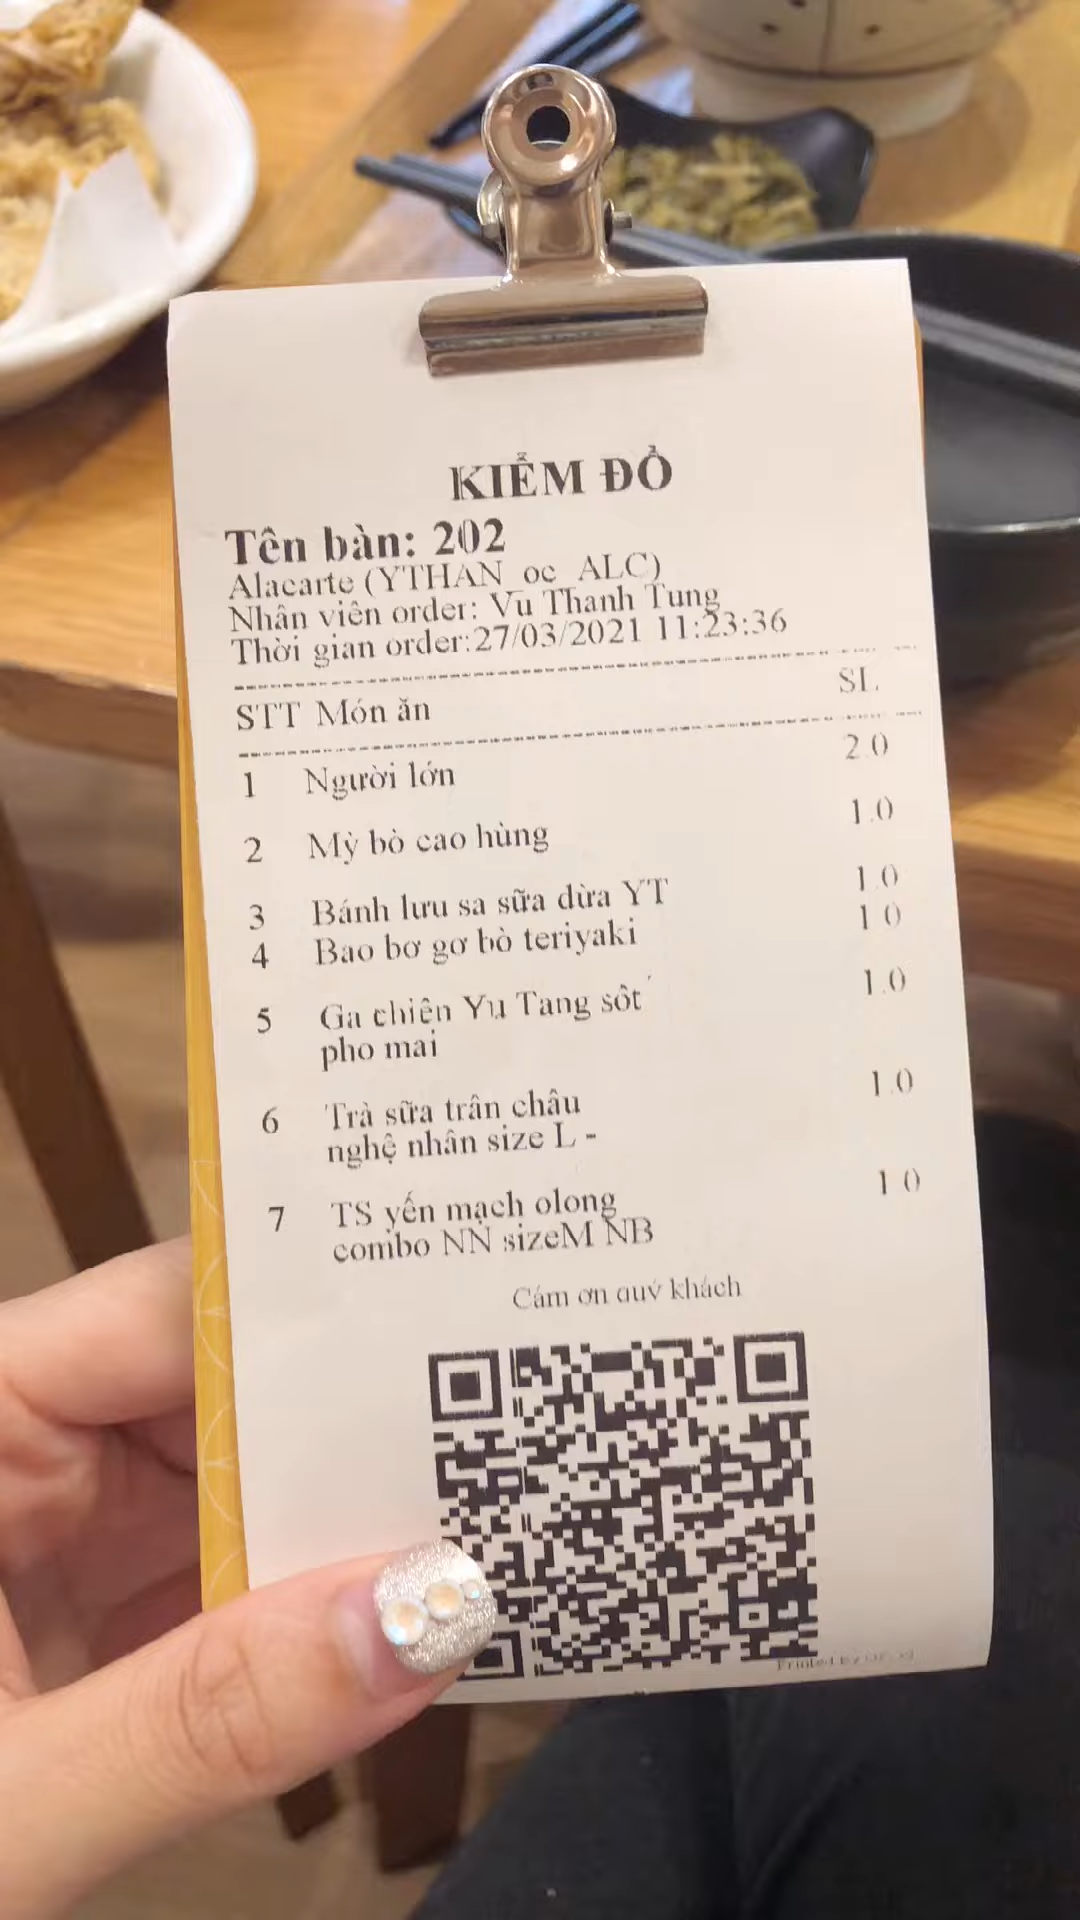 KIỂM ĐỒ
Tên bàn: 202
Alacarte (YTHAN_oc_ALC)
Nhân viên order: Vu Thanh Tung
Thời gian order:27/03/2021 11:23:36
STT Món ăn SL
1 Người lớn 2.0
2 Mỳ bò cao hùng 1.0
3 Bánh lưu sa sữa dừa YT 1.0
4 Bao bơ gơ bò teriyaki 1.0
5 Ga chiên Yu Tang sôt 1.0
pho mai
6 Trà sữa trân châu 1.0
nghệ nhân size L -
7 TS yến mạch olong 1.0
combo NN sizeM NB
Cám ơn quý khách
Printed by